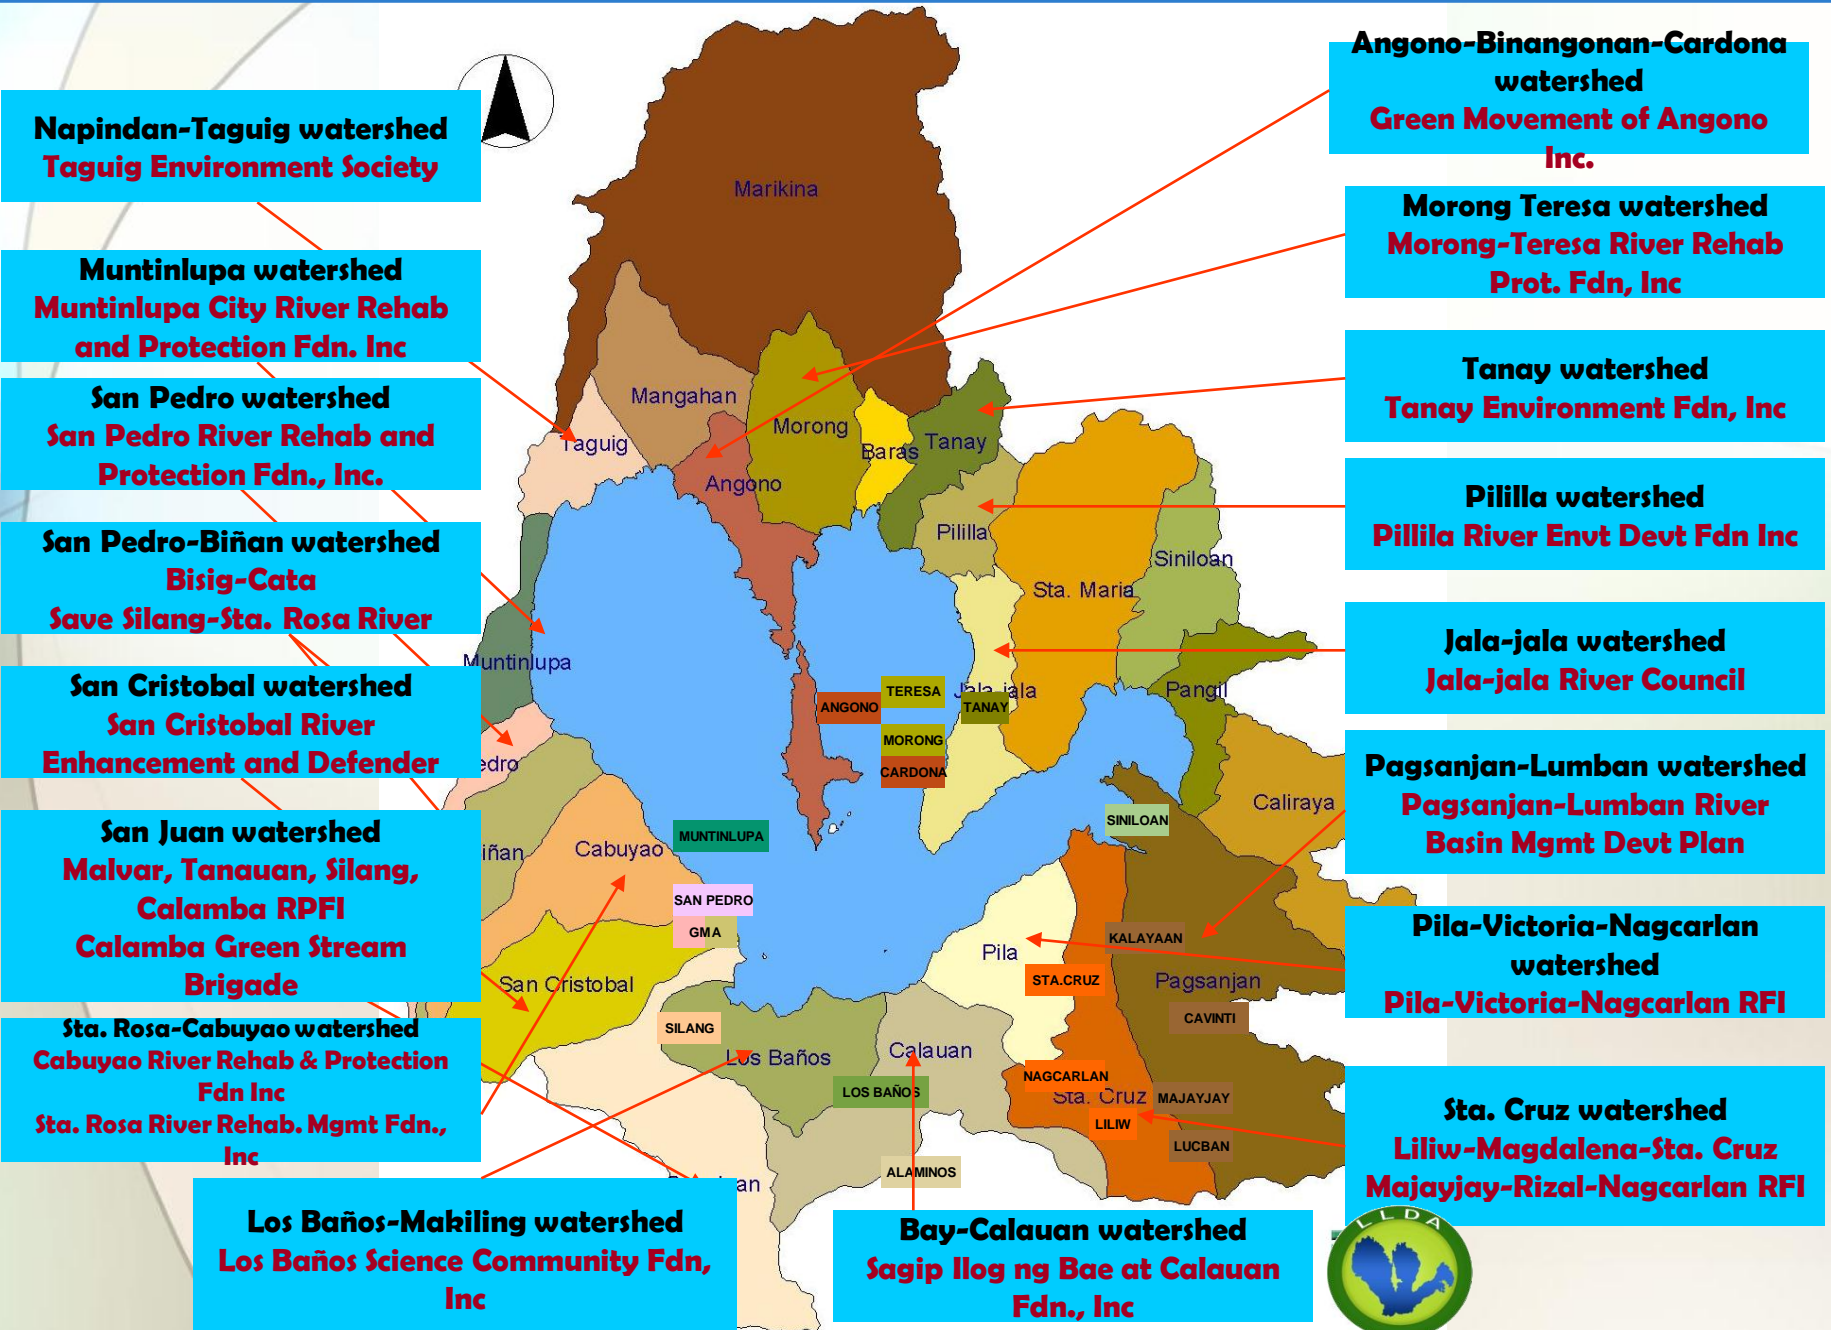 Napindan-Taguig watershed
Taguig Environment Society
Muntinlupa watershed
Muntinlupa City River Rehab
and Protection Fdn. Inc
San Pedro watershed
San Pedro River Rehab and
Protection Fdn., Inc.
San Pedro-Biñan watershed
Bisig-Cata
Save Silang-Sta. Rosa River
San Cristobal watershed
San Cristobal River
Enhancement and Defender
San Juan watershed
Malvar, Tanauan, Silang,
Calamba RPFI
Calamba Green Stream
Brigade
Sta. Rosa-Cabuyao watershed
Cabuyao River Rehab & Protection
Fdn Inc
Sta. Rosa River Rehab. Mgmt Fdn.,
Inc
Los Baños-Makiling watershed
Los Baños Science Community Fdn,
Inc
Bay-Calauan watershed
Sagip Ilog ng Bae at Calauan
Fdn., Inc
Angono-Binangonan-Cardona
watershed
Green Movement of Angono
Inc.
Morong Teresa watershed
Morong-Teresa River Rehab
Prot. Fdn, Inc
Tanay watershed
Tanay Environment Fdn, Inc
Pililla watershed
Pillila River Envt Devt Fdn Inc
Jala-jala watershed
Jala-jala River Council
Pagsanjan-Lumban watershed
Pagsanjan-Lumban River
Basin Mgmt Devt Plan
Pila-Victoria-Nagcarlan
watershed
Pila-Victoria-Nagcarlan RFI
Sta. Cruz watershed
Liliw-Magdalena-Sta. Cruz
Majayjay-Rizal-Nagcarlan RFI
LLDA
Marikina
Mangahan
Taguig
Angono
Morong
Baras
Tanay
Pililla
Sta. Maria
Siniloan
Muntinlupa
Jala-jala
Pangil
Caliraya
edro
iñan
Cabuyao
San Cristobal
Los Baños
Calauan
Pila
Pagsanjan
Sta. Cruz
an
TERESA
ANGONO
TANAY
MORONG
CARDONA
MUNTINLUPA
SINILOAN
SAN PEDRO
GMA
KALAYAAN
STA.CRUZ
CAVINTI
SILANG
NAGCARLAN
LOS BAÑOS
MAJAYJAY
LILIW
LUCBAN
ALAMINOS